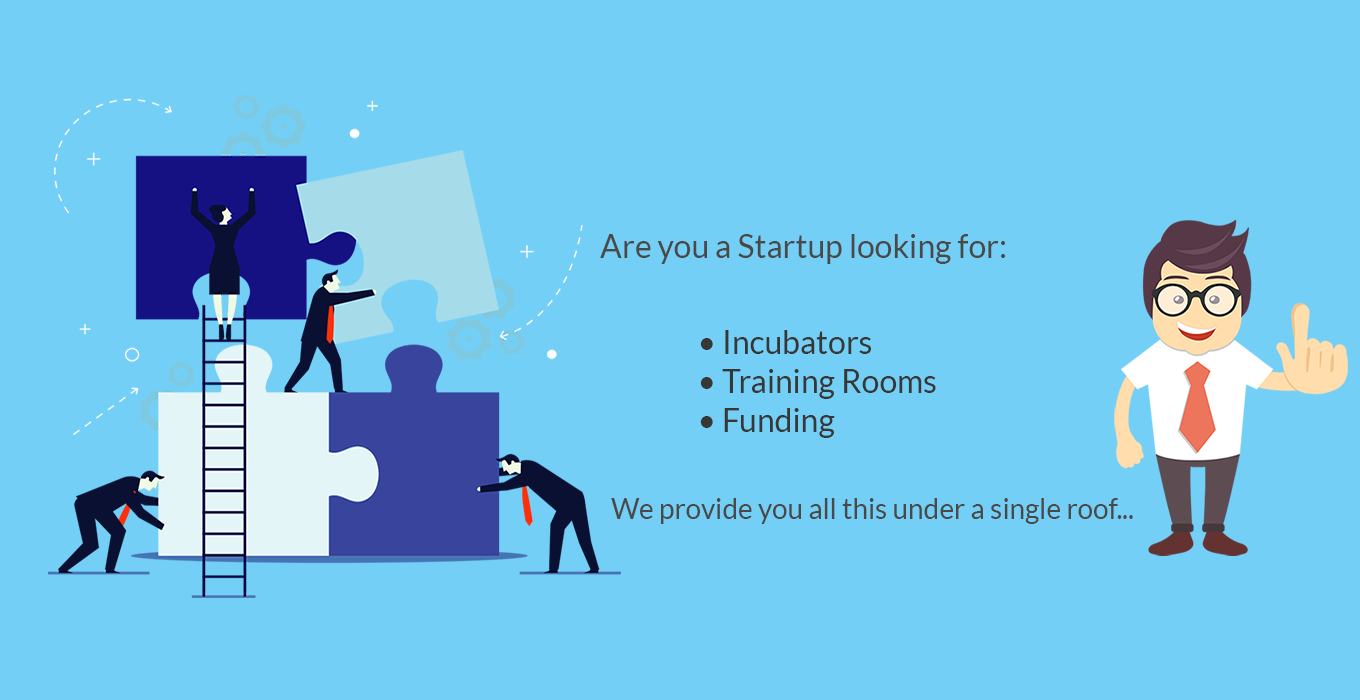 Are you a Startup looking for:
• Incubators
• Training Rooms
• Funding
We provide you all this under a single roof...